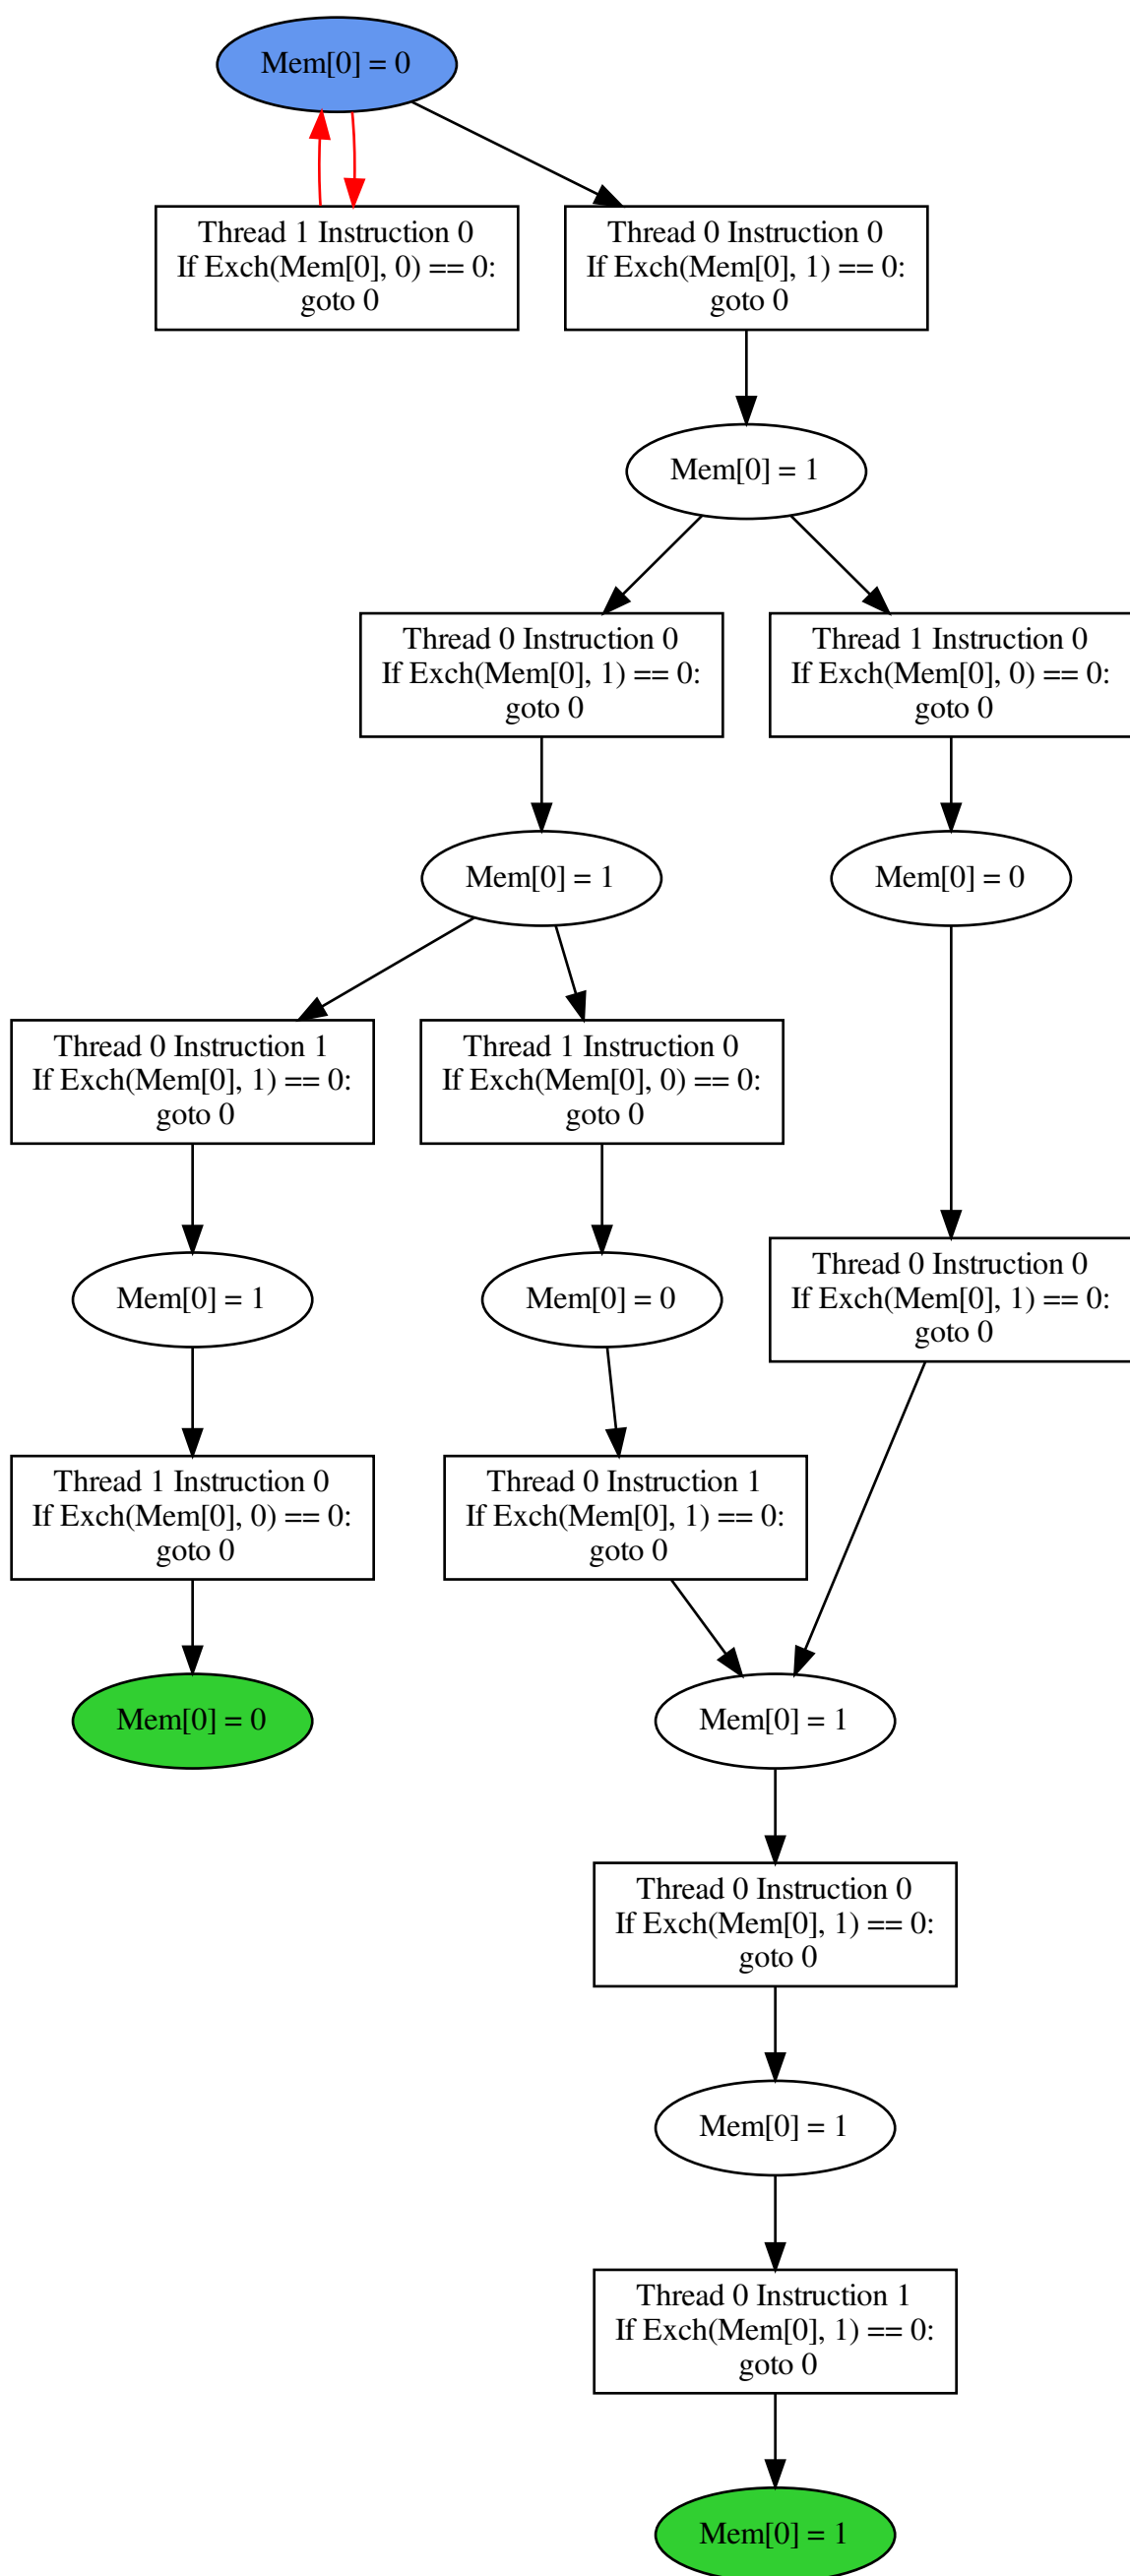 Mem[0] = 0
Thread 1 Instruction 0
If Exch(Mem[0], 0) == 0:
goto 0
Thread 0 Instruction 0
If Exch(Mem[0], 1) == 0:
goto 0
Mem[0] = 1
Thread 0 Instruction 0
If Exch(Mem[0], 1) == 0:
goto 0
Thread 1 Instruction 0
If Exch(Mem[0], 0) == 0:
goto 0
Mem[0] = 1
Mem[0] = 0
Thread 0 Instruction 1
If Exch(Mem[0], 1) == 0:
goto 0
Thread 1 Instruction 0
If Exch(Mem[0], 0) == 0:
goto 0
Mem[0] = 1
Mem[0] = 0
Thread 0 Instruction 0
If Exch(Mem[0], 1) == 0:
goto 0
Thread 1 Instruction 0
If Exch(Mem[0], 0) == 0:
goto 0
Thread 0 Instruction 1
If Exch(Mem[0], 1) == 0:
goto 0
Mem[0] = 0
Mem[0] = 1
Thread 0 Instruction 0
If Exch(Mem[0], 1) == 0:
goto 0
Mem[0] = 1
Thread 0 Instruction 1
If Exch(Mem[0], 1) == 0:
goto 0
Mem[0] = 1